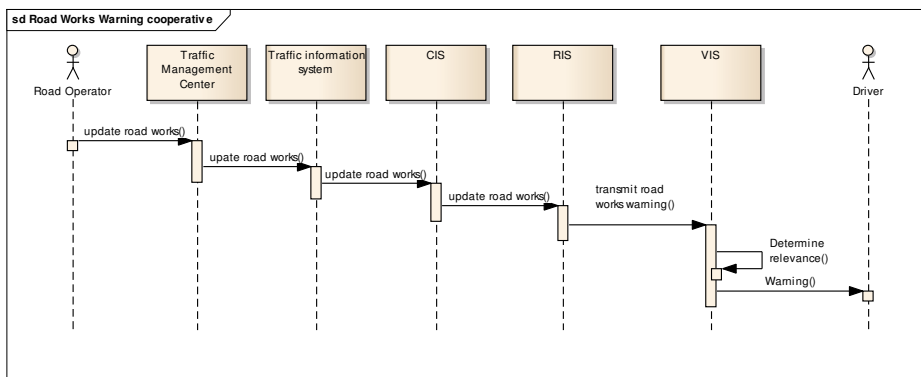 sd Road Works Warning cooperative
Road Operator
Traffic
Management
Center
Traffic information
system
CIS
RIS
VIS
Driver
update road works()
upate road works()
update road works()
update road works()
transmit road
works warning()
Determine
relevance()
Warning()